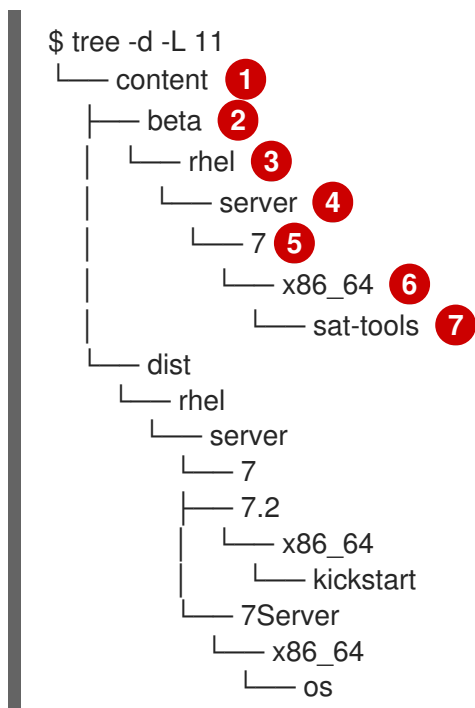 $ tree -d -L 11
└── content 1
├── beta 2
│ └── rhel 3
│ └── server 4
│ └── 7 5
│ └── x86_64 6
│ └── sat-tools 7
└── dist
└── rhel
└── server
└── 7
├── 7.2
│ └── x86_64
│ └── kickstart
└── 7Server
└── x86_64
└── os